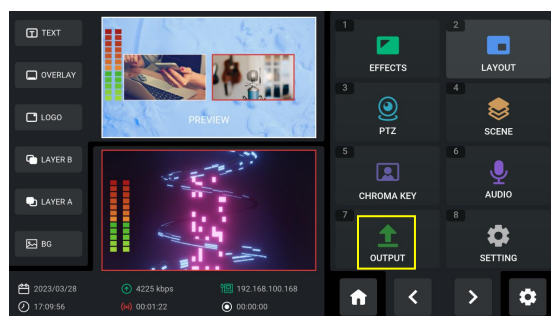 TEXT
OVERLAY
LOGO
LAYER B
LAYER A
BG
PREVIEW
2023/03/28
4225 kbps
192.168.100.168
17:09:56
00:01:22
00:00:00
1
EFFECTS
2
LAYOUT
3
PTZ
4
SCENE
5
CHROMA KEY
6
AUDIO
7
OUTPUT
8
SETTING